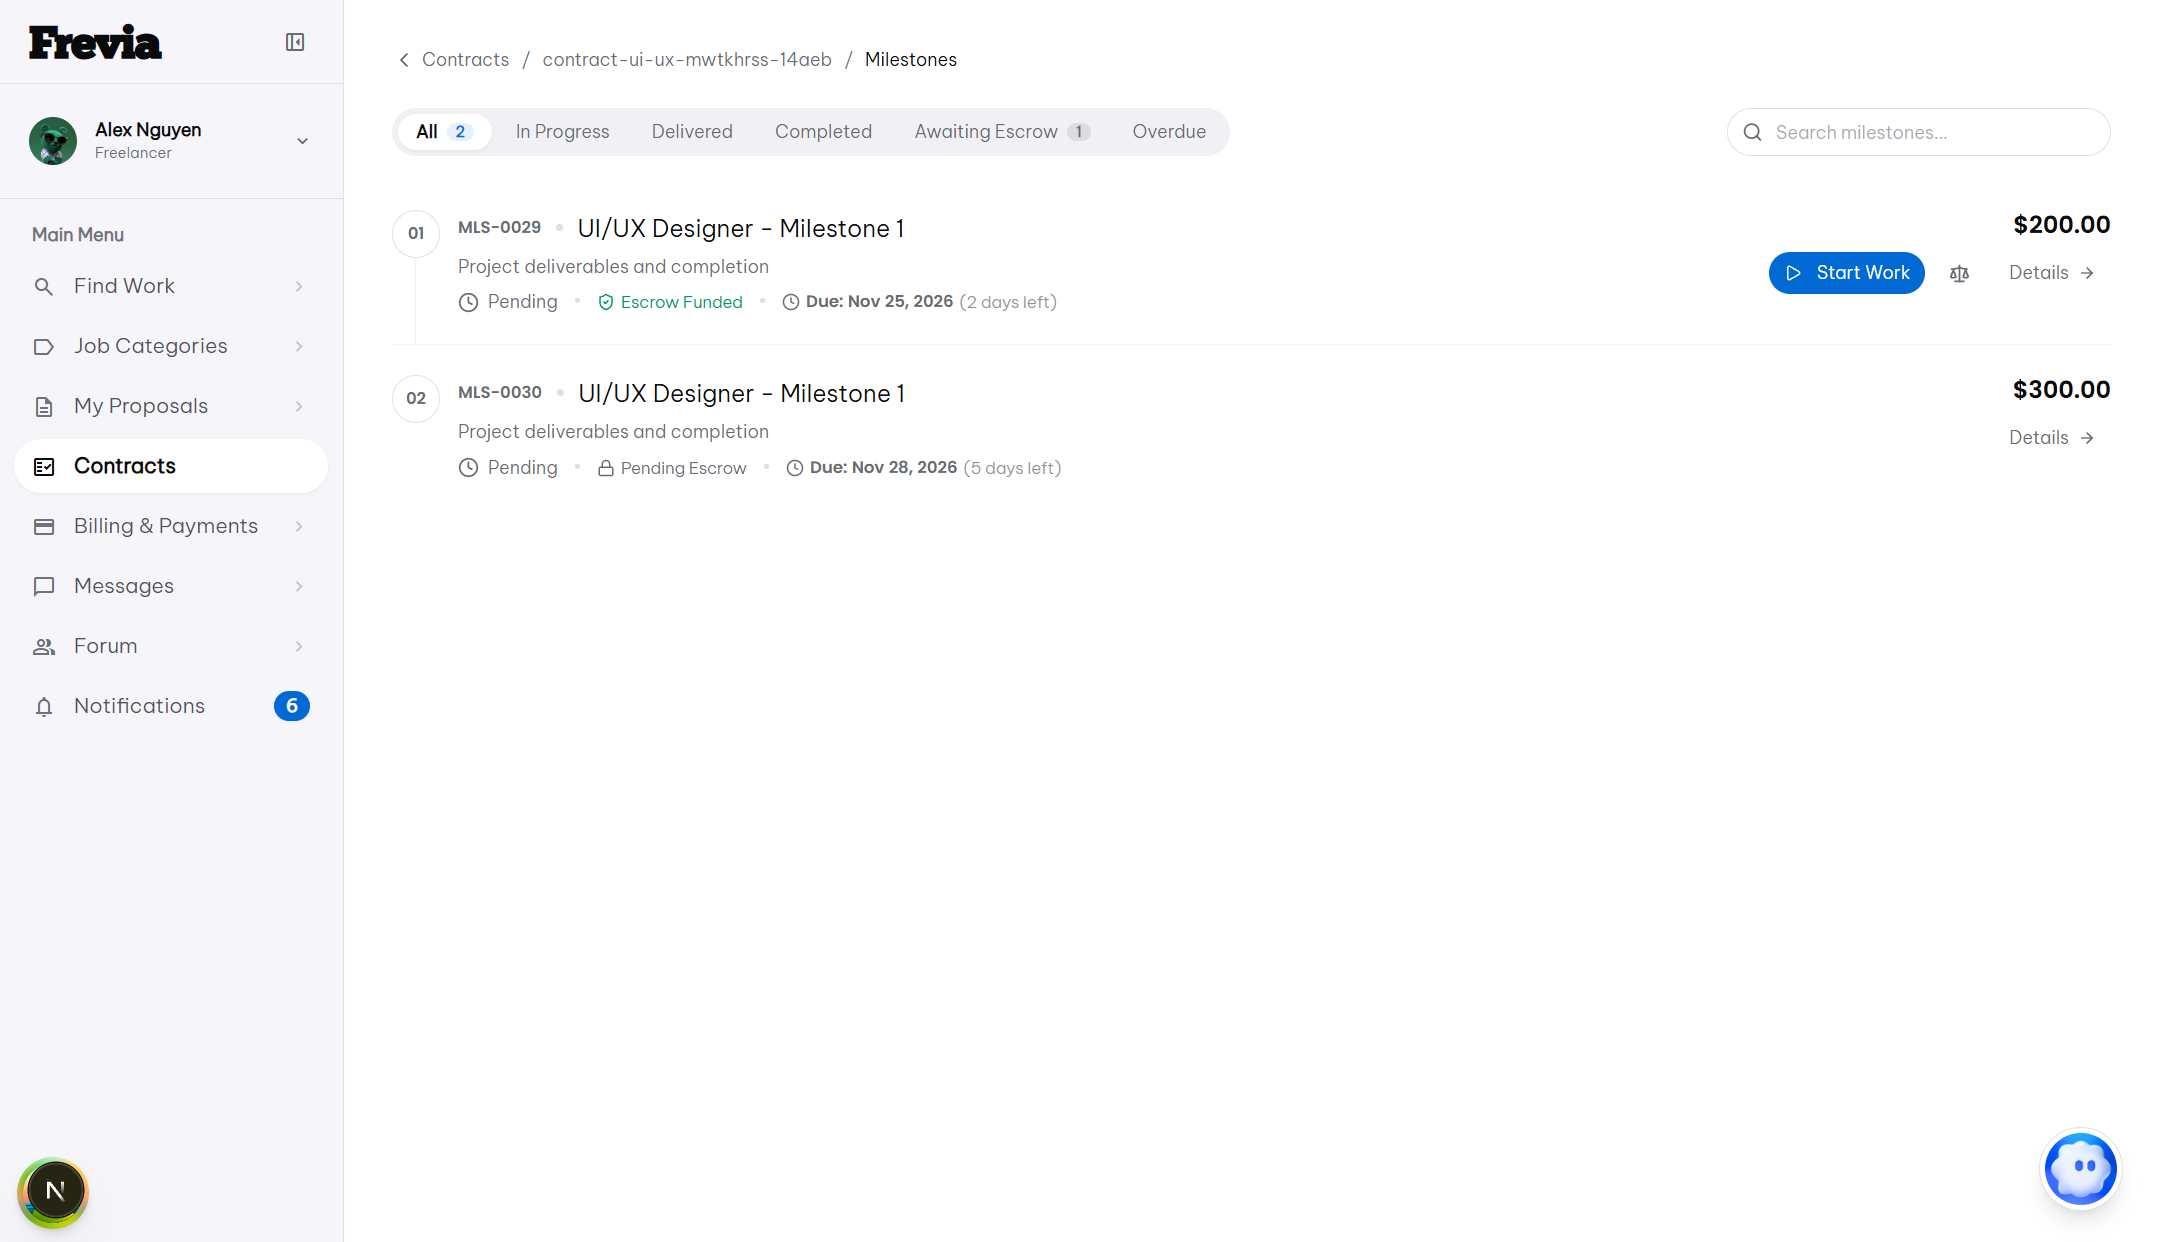 Frevia
Alex Nguyen
Freelancer
Main Menu
Find Work
Job Categories
My Proposals
Contracts
Billing & Payments
Messages
Forum
Notifications 6
N
Contracts / contract-ui-ux-mwtkhrss-14aeb / Milestones
All 2 In Progress Delivered Completed Awaiting Escrow 1 Overdue
Search milestones...
01 MLS-0029 • UI/UX Designer - Milestone 1 $200.00
Project deliverables and completion
Start Work Details →
Pending • Escrow Funded • Due: Nov 25, 2026 (2 days left)
02 MLS-0030 • UI/UX Designer - Milestone 1 $300.00
Project deliverables and completion
Details →
Pending • Pending Escrow • Due: Nov 28, 2026 (5 days left)